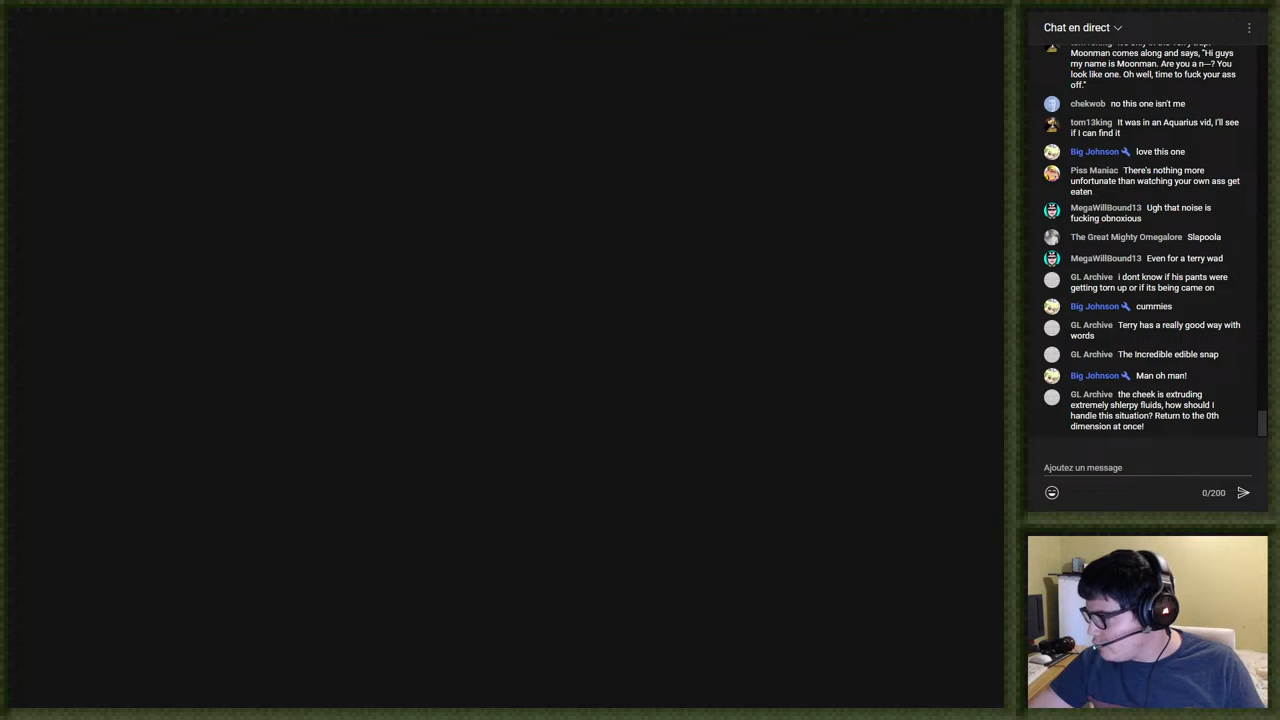 Chat en direct
Moonman comes along and says, "Hi guys
my name is Moonman. Are you a n—? You
look like one. Oh well, time to fuck your ass
off."
chekwob no this one isn't me
tom13king It was in an Aquarius vid, I'll see
if I can find it
Big Johnson love this one
Piss Maniac There's nothing more
unfortunate than watching your own ass get
eaten
MegaWillBound13 Ugh that noise is
fucking obnoxious
The Great Mighty Omegalore Slapoola
MegaWillBound13 Even for a terry wad
GL Archive i dont know if his pants were
getting torn up or if its being came on
Big Johnson cummies
GL Archive Terry has a really good way with
words
GL Archive The Incredible edible snap
Big Johnson Man oh man!
GL Archive the cheek is extruding
extremely shlerpy fluids, how should I
handle this situation? Return to the 0th
dimension at once!
Ajoutez un message
0/200